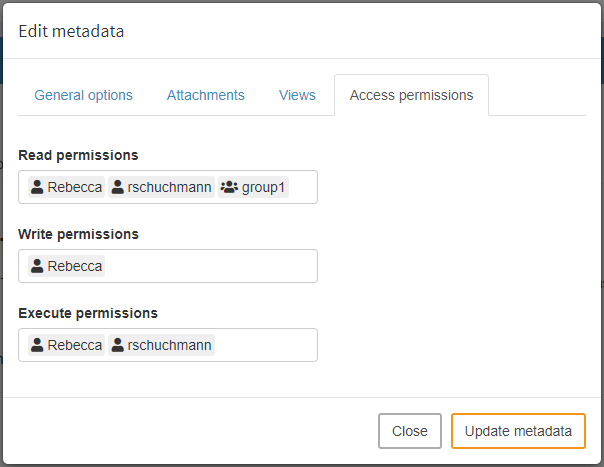 Edit metadata
General options Attachments Views Access permissions
Read permissions
Rebecca rschuchmann group1
Write permissions
Rebecca
Execute permissions
Rebecca rschuchmann
Close Update metadata